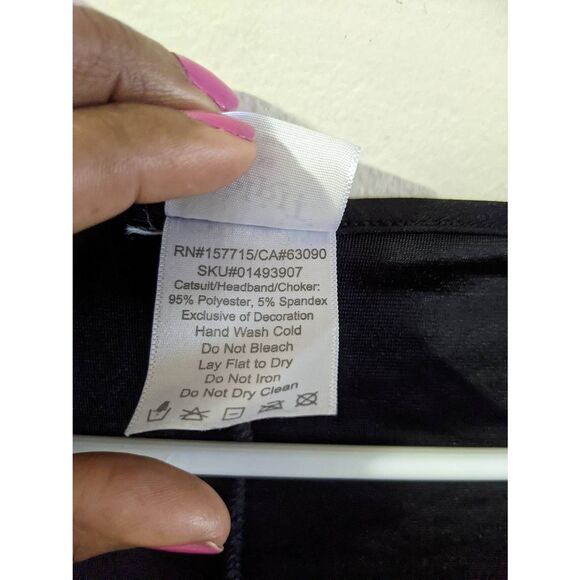 RN#157715/CA#63090
SKU#01493907
Catsuit/Headband/Choker:
95% Polyester, 5% Spandex
Exclusive of Decoration
Hand Wash Cold
Do Not Bleach
Lay Flat to Dry
Do Not Iron
Do Not Dry Clean